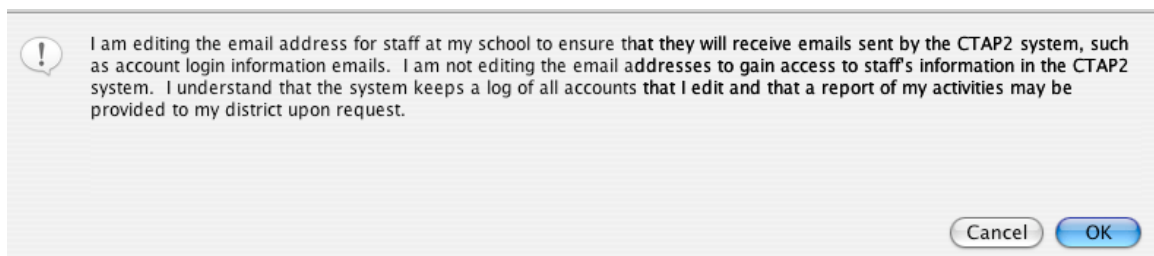 I am editing the email address for staff at my school to ensure that they will receive emails sent by the CTAP2 system, such
as account login information emails.  I am not editing the email addresses to gain access to staff's information in the CTAP2
system.  I understand that the system keeps a log of all accounts that I edit and that a report of my activities may be
provided to my district upon request.
Cancel OK